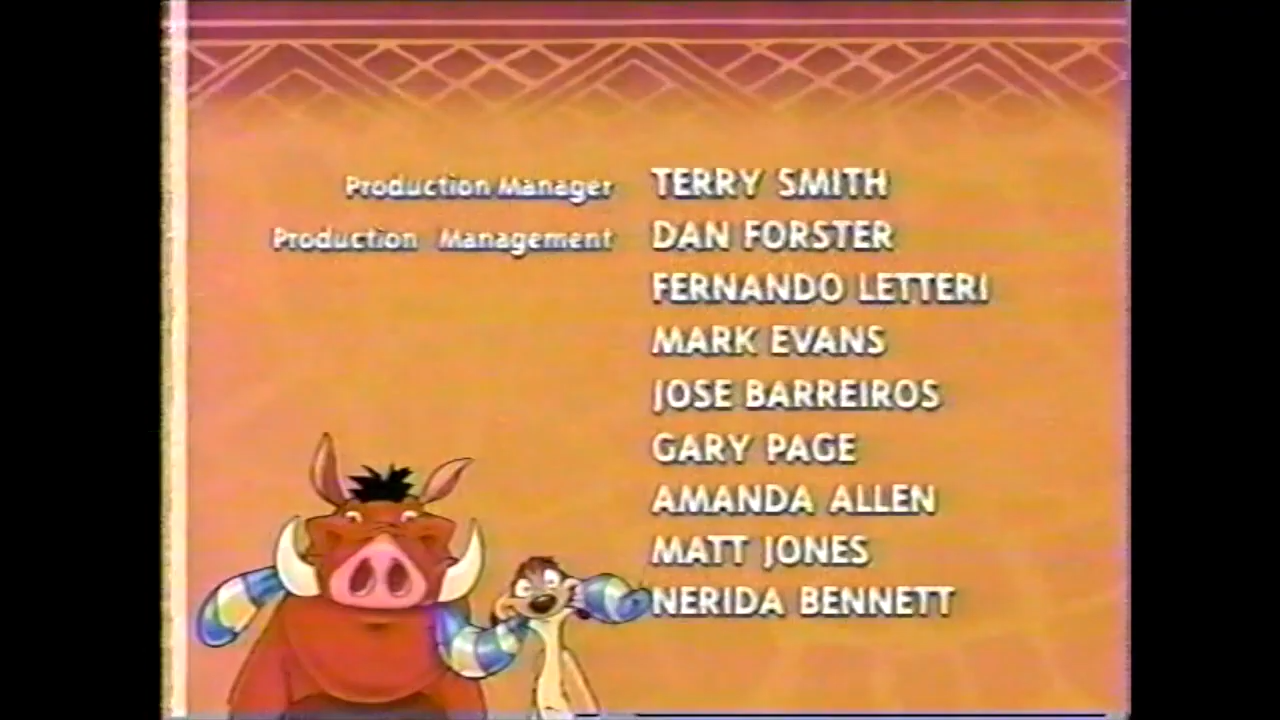 Production Manager TERRY SMITH
Production Management DAN FORSTER
FERNANDO LETTERI
MARK EVANS
JOSE BARREIROS
GARY PAGE
AMANDA ALLEN
MATT JONES
NERIDA BENNETT